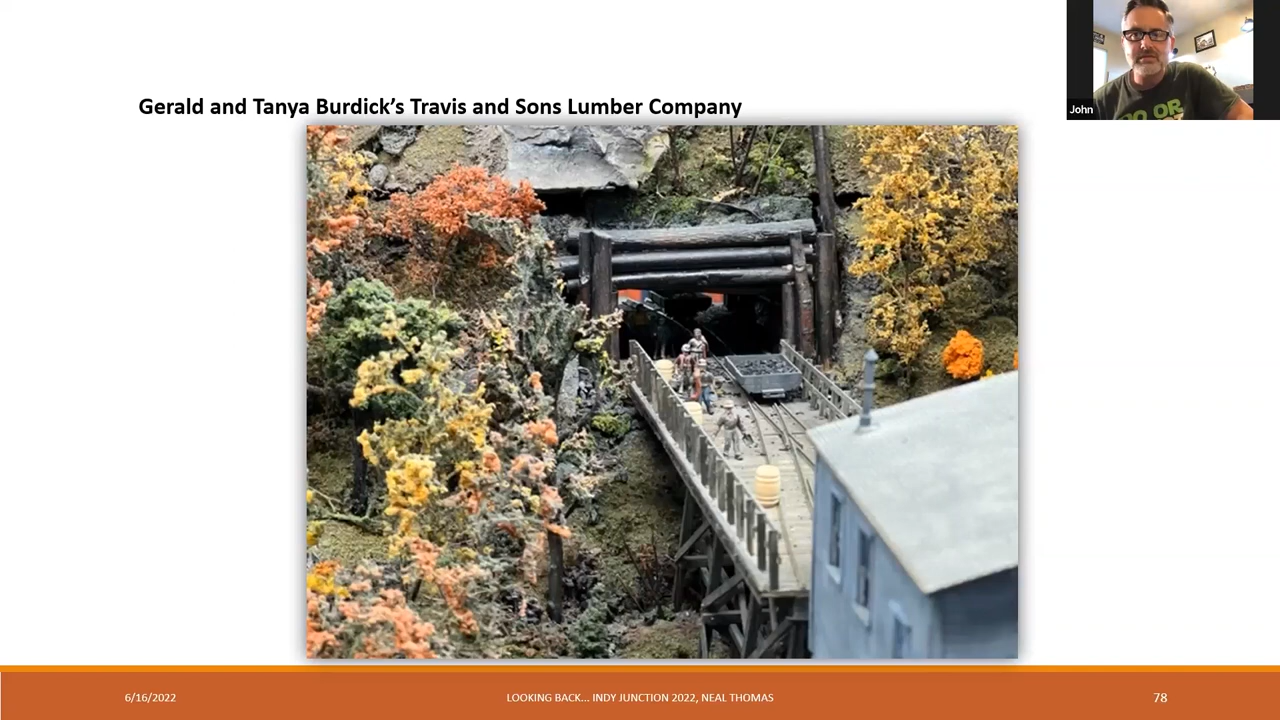 Gerald and Tanya Burdick's Travis and Sons Lumber Company
John
6/16/2022
LOOKING BACK... INDY JUNCTION 2022, NEAL THOMAS
78